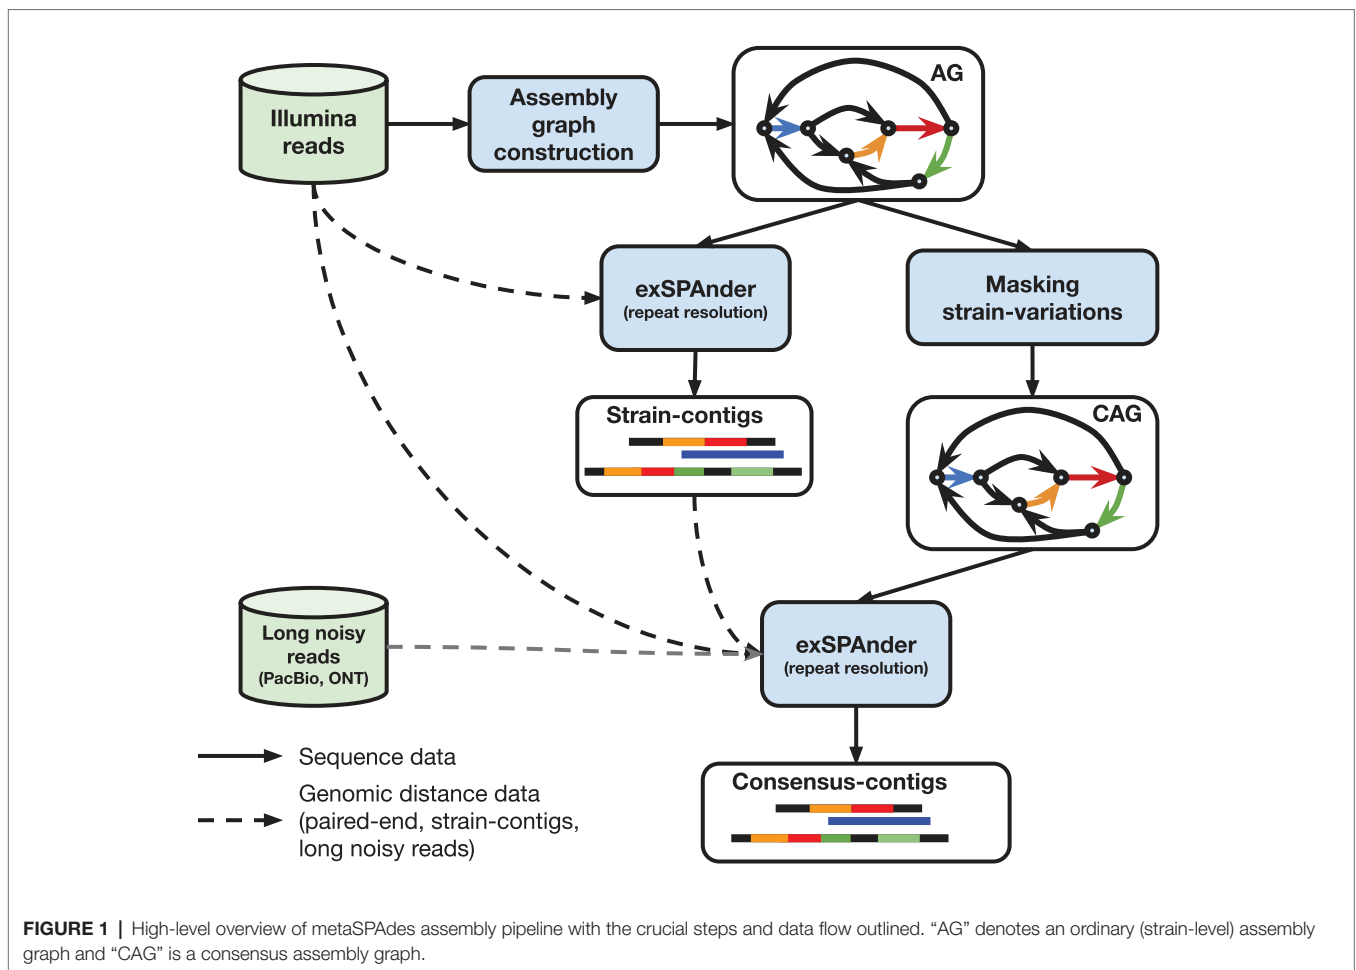 Illumina
reads
Assembly
graph
construction
AG
exSPAnder
(repeat resolution)
Masking
strain-variations
Strain-contigs
CAG
Long noisy
reads
(PacBio, ONT)
exSPAnder
(repeat resolution)
Sequence data
Genomic distance data
(paired-end, strain-contigs,
long noisy reads)
Consensus-contigs
FIGURE 1 | High-level overview of metaSPAdes assembly pipeline with the crucial steps and data flow outlined. “AG” denotes an ordinary (strain-level) assembly
graph and “CAG” is a consensus assembly graph.